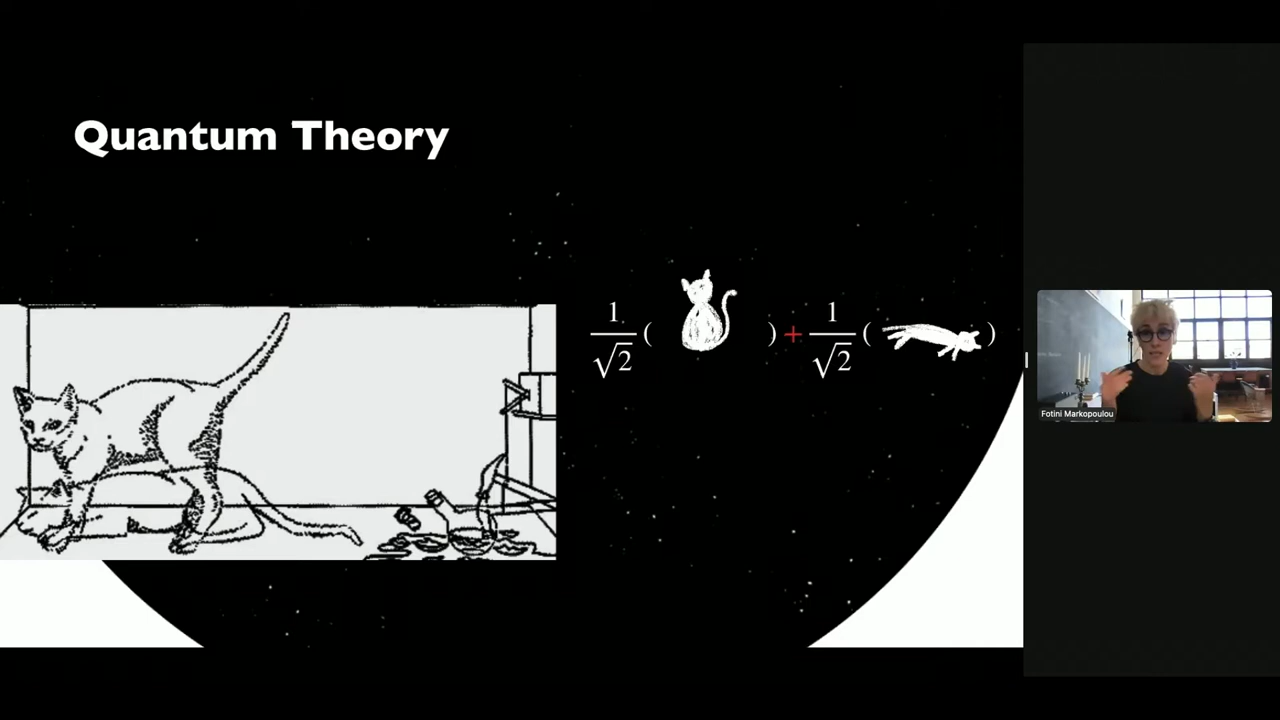 Quantum Theory
1/√2 ( ) + 1/√2 ( )
Fotini Markopoulou